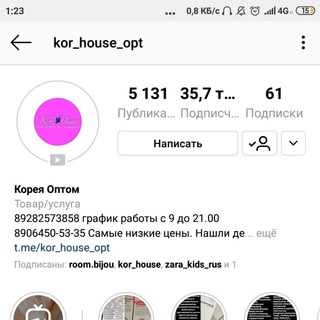 1:23 0,8 КБ/с 4G 15
kor_house_opt
5 131 35,7 т... 61
Публика... Подписч... Подписки
Написать
Корея Оптом
Товар/услуга
89282573858 график работы с 9 до 21.00
8906450-53-35 Самые низкие цены. Нашли де... ещё
t.me/kor_house_opt
Подписаны: room.bijou, kor_house, zara_kids_rus и 1